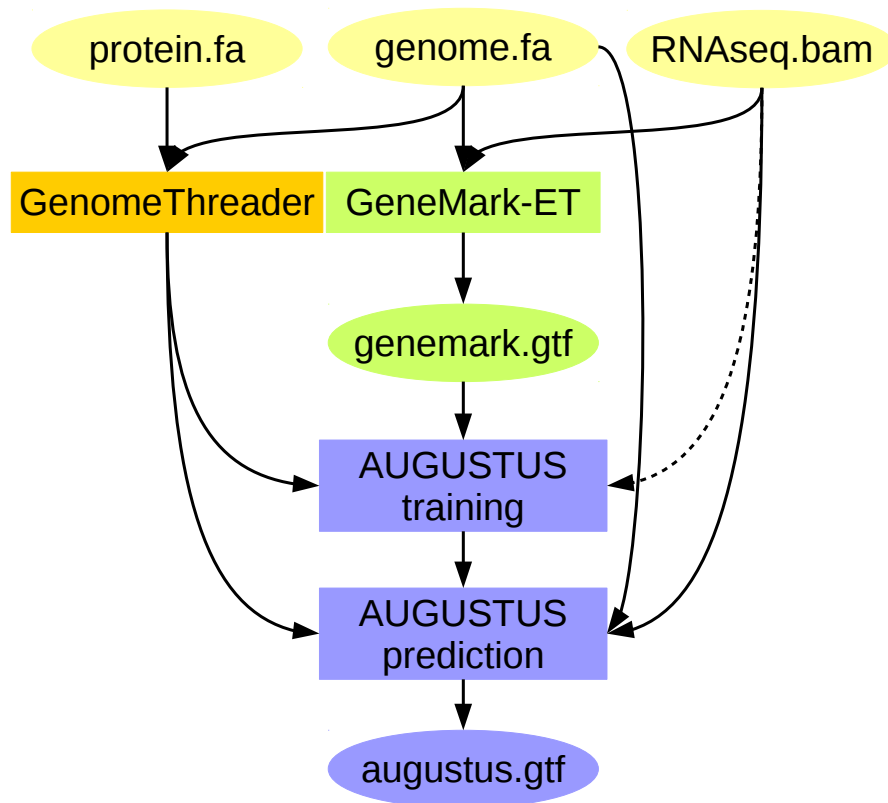 protein.fa
genome.fa
RNAseq.bam
GenomeThreader
GeneMark-ET
genemark.gtf
AUGUSTUS
training
AUGUSTUS
prediction
augustus.gtf